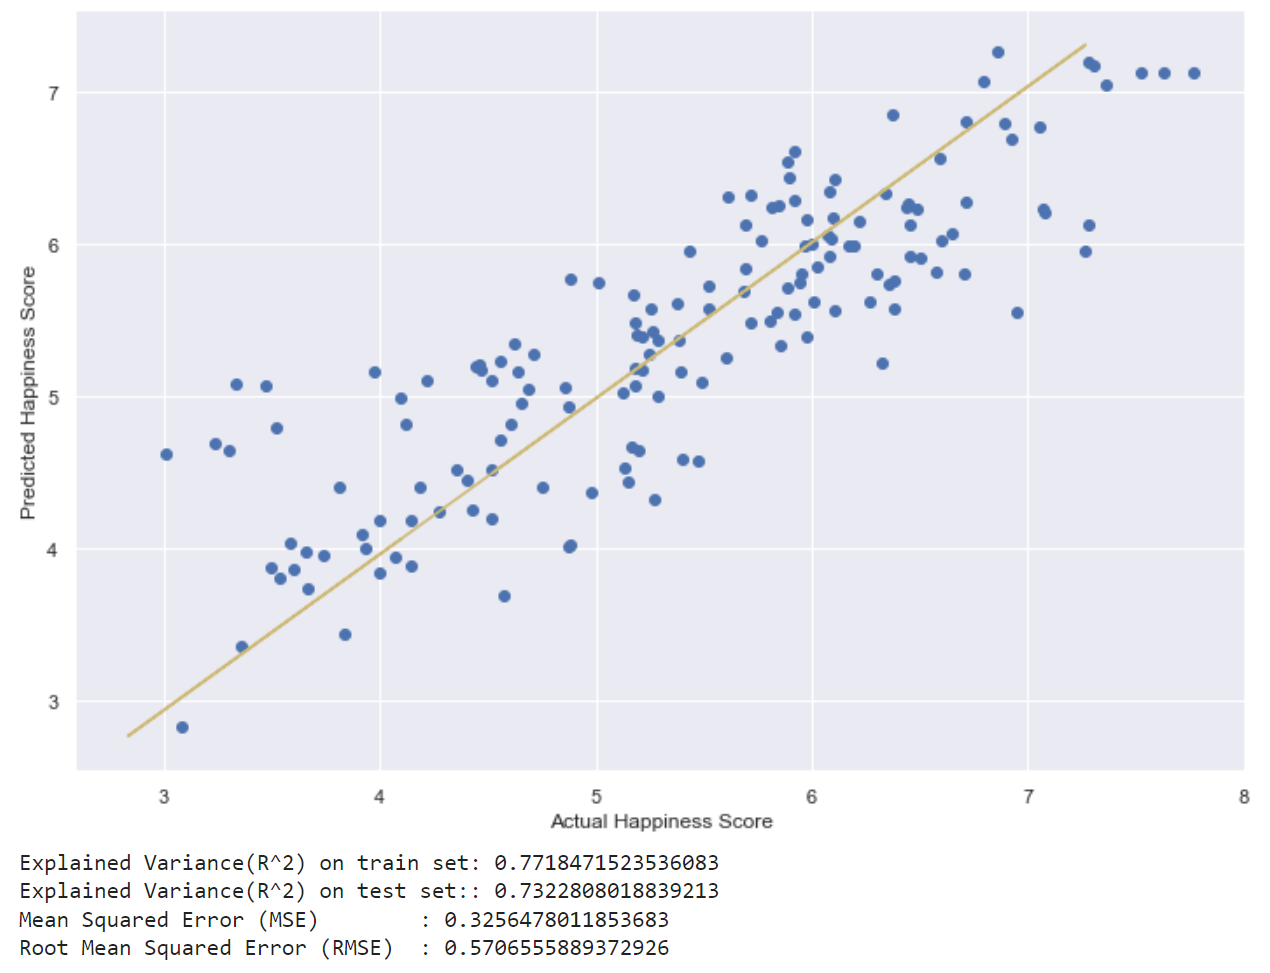 7
6
5
4
3
Predicted Happiness Score
3 4 5 6 7 8
Actual Happiness Score
Explained Variance(R^2) on train set: 0.7718471523536083
Explained Variance(R^2) on test set:: 0.7322808018839213
Mean Squared Error (MSE)        : 0.3256478011853683
Root Mean Squared Error (RMSE)  : 0.5706555889372926